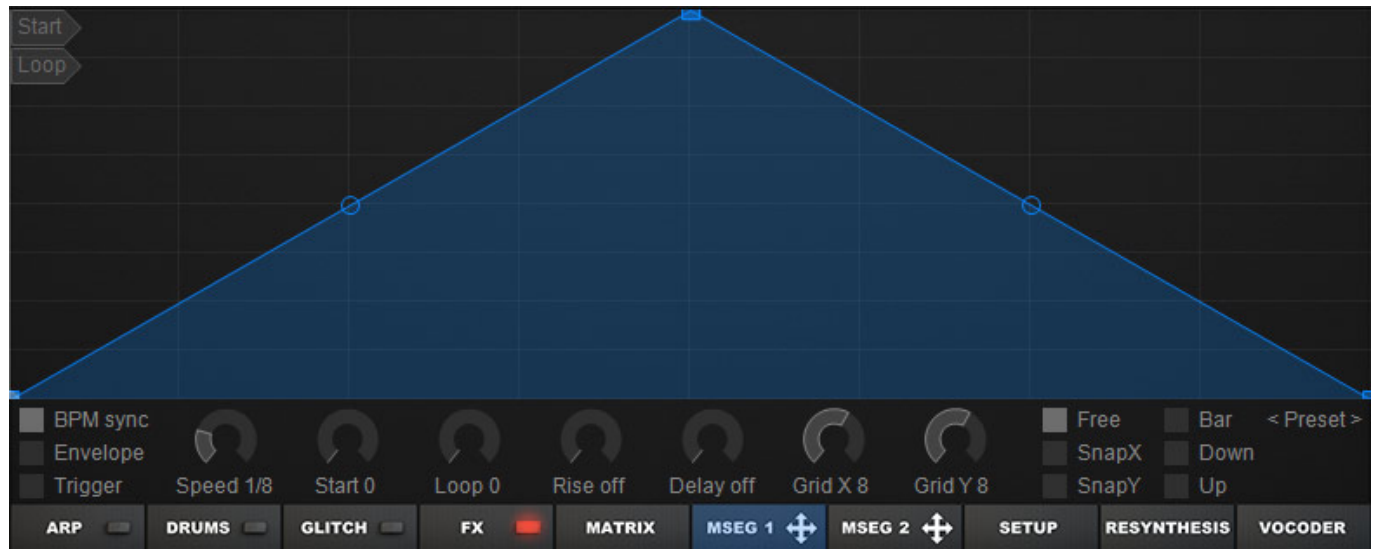 Start
Loop
BPM sync Free Bar < Preset >
Envelope SnapX Down
Trigger Speed 1/8 Start 0 Loop 0 Rise off Delay off Grid X 8 Grid Y 8 SnapY Up
ARP DRUMS GLITCH FX MATRIX MSEG 1 MSEG 2 SETUP RESYNTHESIS VOCODER